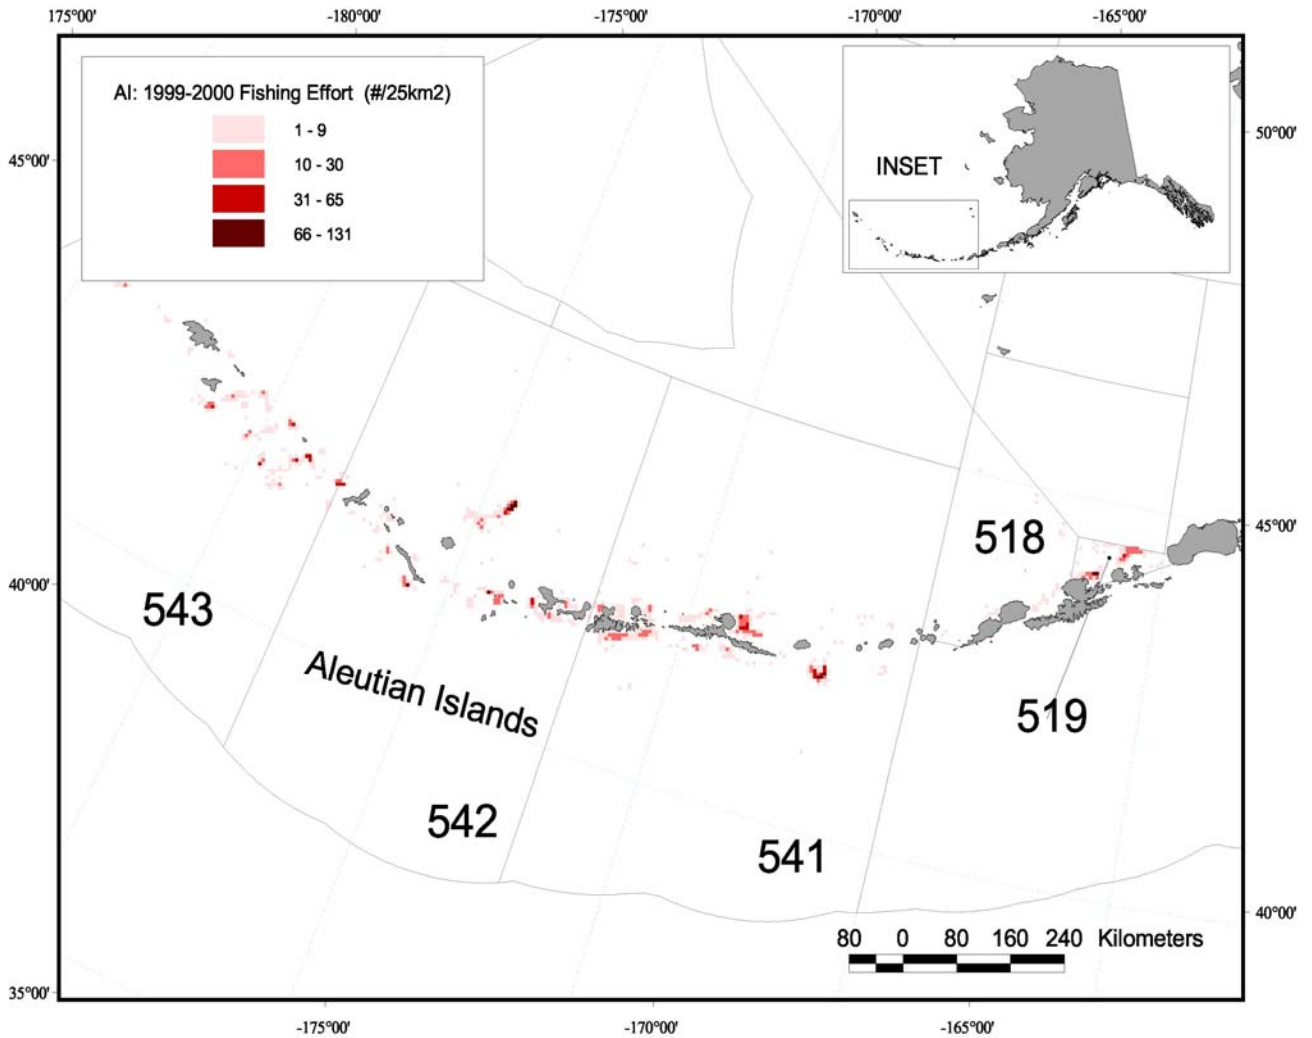 175°00' -180°00' -175°00' -170°00' -165°00'
AI: 1999-2000 Fishing Effort (#/25km2)
1 - 9
10 - 30
31 - 65
66 - 131
INSET
50°00'
45°00'
518
45°00'
40°00'
543
Aleutian Islands
519
542
541
40°00'
80 0 80 160 240 Kilometers
35°00'
-175°00' -170°00' -165°00'